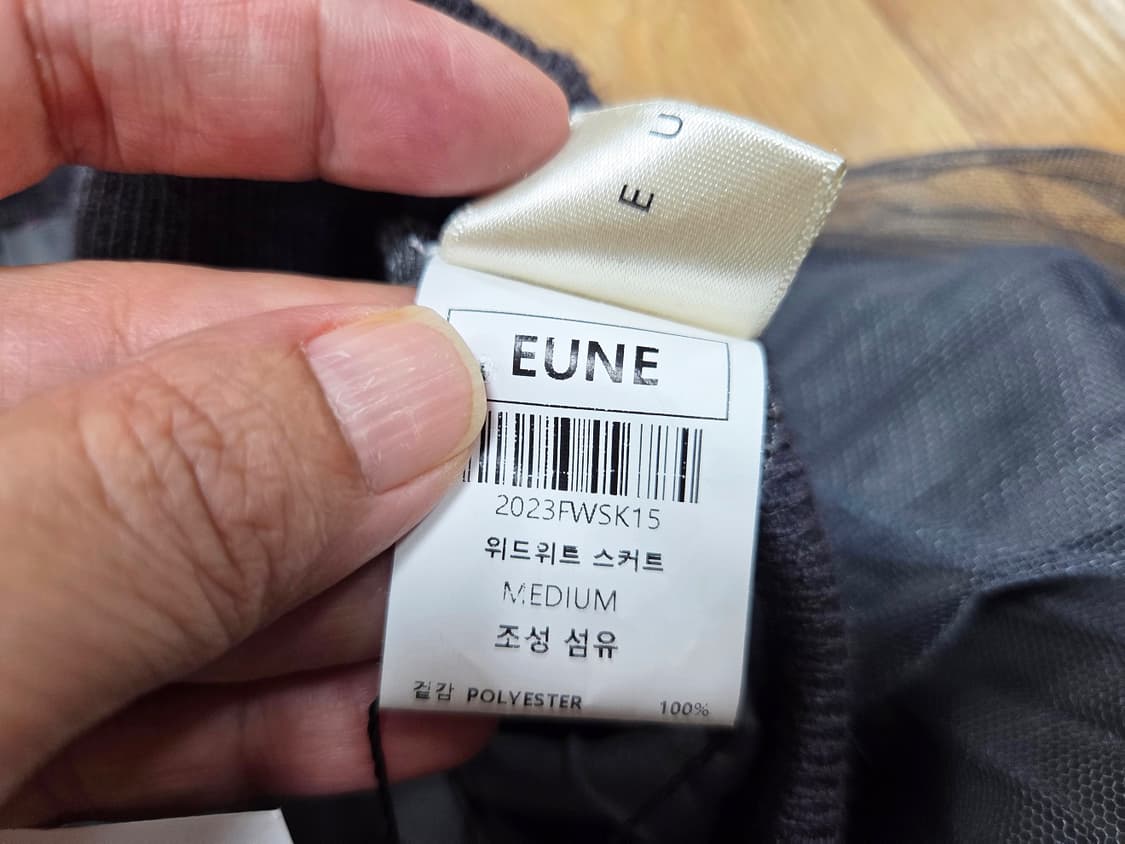 E U
EUNE
2023FWSK15
위드위트 스커트
MEDIUM
조성 섬유
겉감 POLYESTER 100%